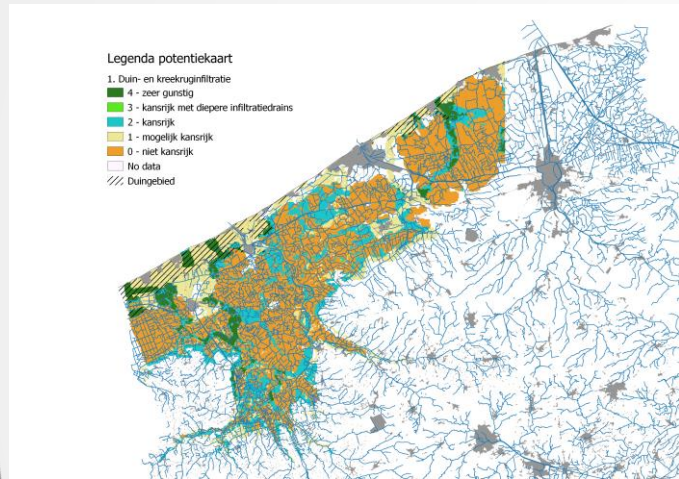 Legenda potentiekaart
1. Duin- en kreekruginfiltratie
4 - zeer gunstig
3 - kansrijk met diepere infiltratiedrains
2 - kansrijk
1 - mogelijk kansrijk
0 - niet kansrijk
No data
Duingebied